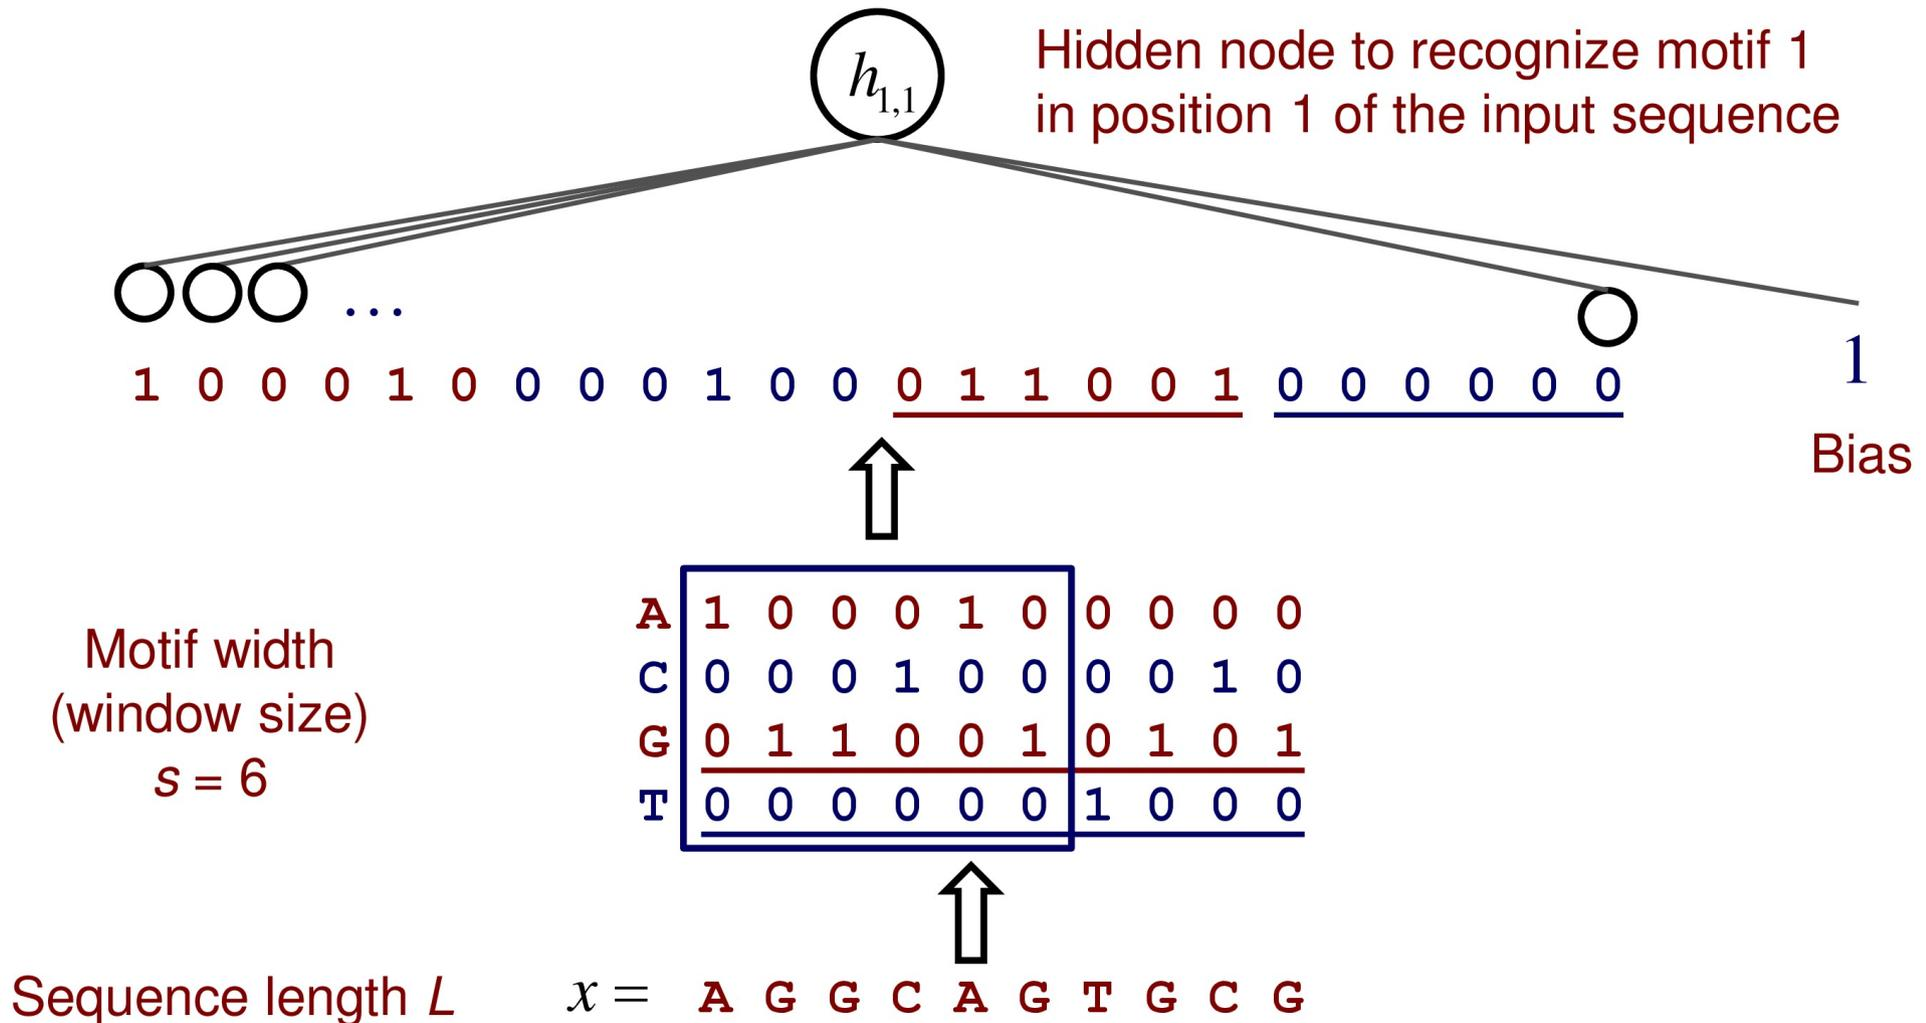 h1,1
Hidden node to recognize motif 1
in position 1 of the input sequence
...
1 0 0 0 1 0 0 0 0 1 0 0 0 1 1 0 0 1 0 0 0 0 0 0 1
Bias
Motif width
(window size)
s = 6
A 1 0 0 0 1 0 0 0 0 0
C 0 0 0 1 0 0 0 0 1 0
G 0 1 1 0 0 1 0 1 0 1
T 0 0 0 0 0 0 1 0 0 0
Sequence length L x = A G G C A G T G C G